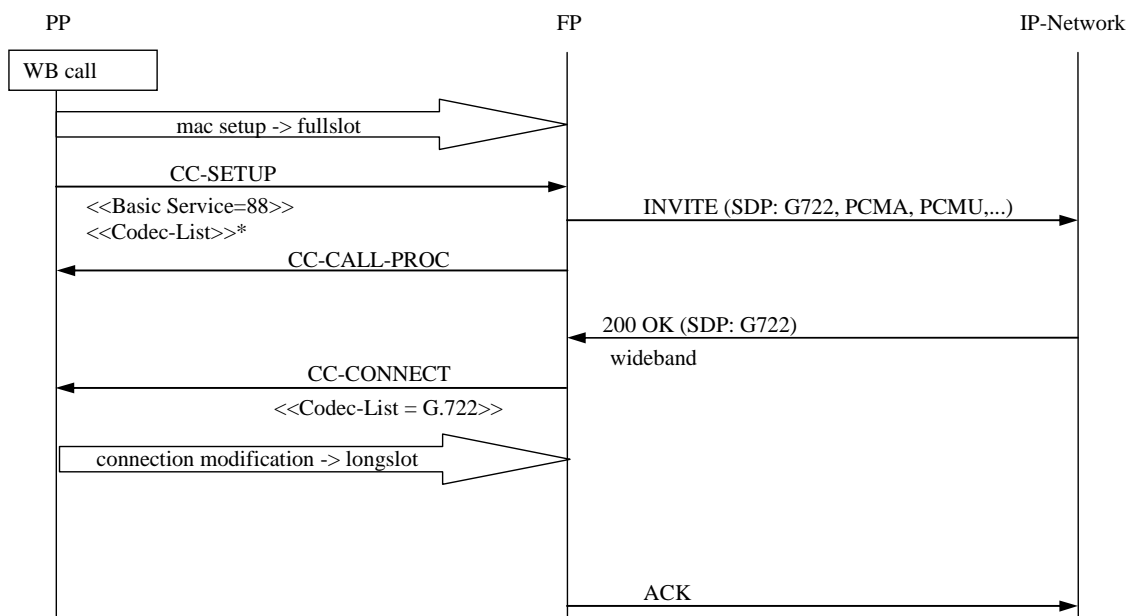 PP
FP
IP-Network
WB call
mac setup -> fullslot
CC-SETUP
<<Basic Service=88>>
<<Codec-List>>*
INVITE (SDP: G722, PCMA, PCMU,...)
CC-CALL-PROC
200 OK (SDP: G722)
wideband
CC-CONNECT
<<Codec-List = G.722>>
connection modification -> longslot
ACK